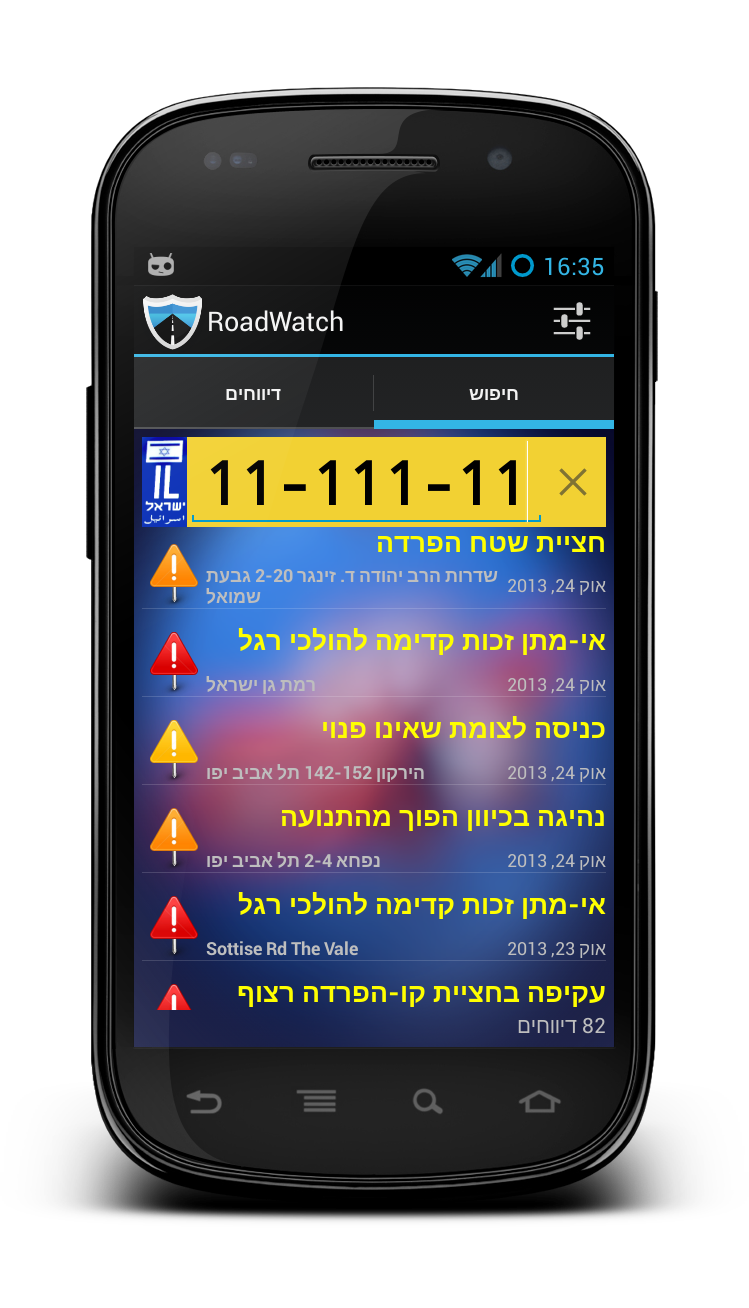 16:35
RoadWatch
דיווחים
חיפוש
IL
ישראל
اسرائيل
11-111-11
חציית שטח הפרדה
שדרות הרב יהודה ד. זינגר 2-20 גבעת
שמואל
אוק 24, 2013
אי-מתן זכות קדימה להולכי רגל
רמת גן ישראל
אוק 24, 2013
כניסה לצומת שאינו פנוי
הירקון 142-152 תל אביב יפו
אוק 24, 2013
נהיגה בכיוון הפוך מהתנועה
נפחא 2-4 תל אביב יפו
אוק 24, 2013
אי-מתן זכות קדימה להולכי רגל
Sottise Rd The Vale
אוק 23, 2013
עקיפה בחציית קו-הפרדה רצוף
82 דיווחים